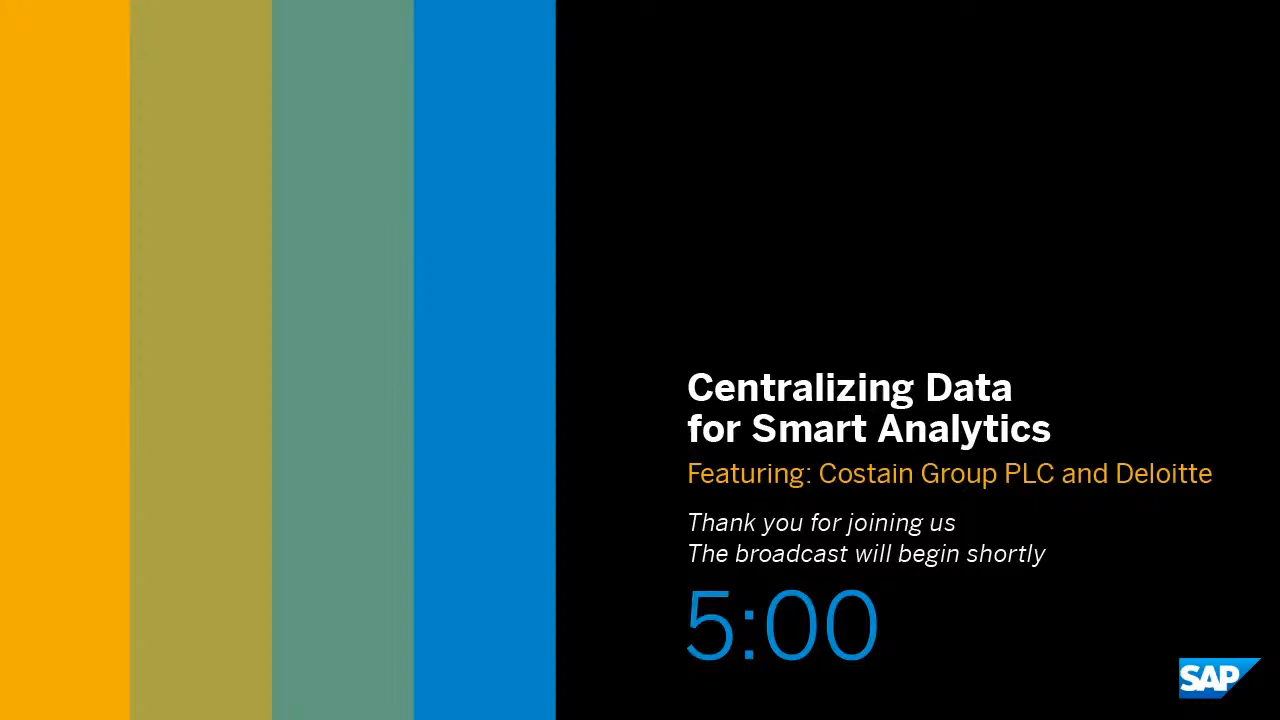 Centralizing Data
for Smart Analytics
Featuring: Costain Group PLC and Deloitte
Thank you for joining us
The broadcast will begin shortly
5:00
SAP